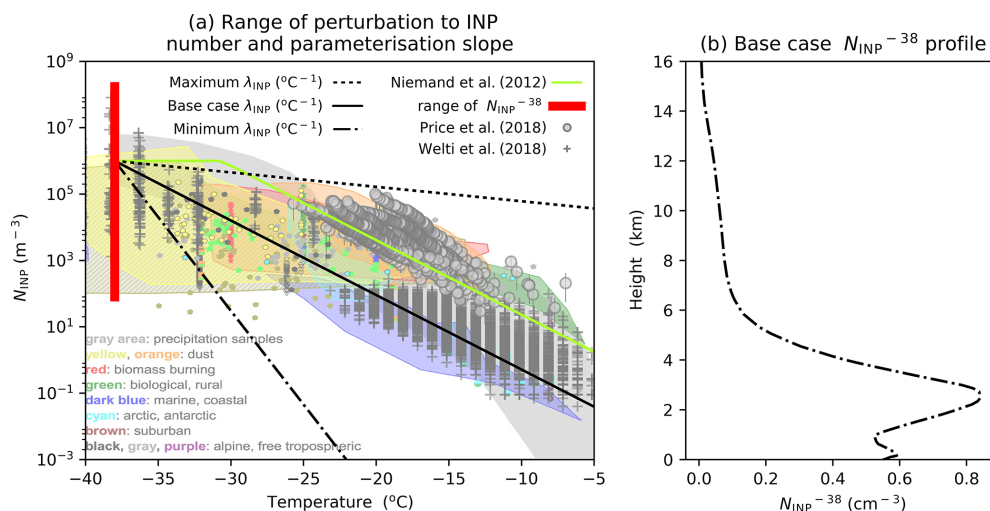 (a) Range of perturbation to INP
number and parameterisation slope
(b) Base case N_INP^−38 profile
10^9
10^7
10^5
10^3
10^1
10^−1
10^−3
N_INP (m^−3)
Maximum λ_INP (°C^−1)
Base case λ_INP (°C^−1)
Minimum λ_INP (°C^−1)
Niemand et al. (2012)
range of N_INP^−38
Price et al. (2018)
Welti et al. (2018)
gray area: precipitation samples
yellow, orange: dust
red: biomass burning
green: biological, rural
dark blue: marine, coastal
cyan: arctic, antarctic
brown: suburban
black, gray, purple: alpine, free tropospheric
−40 −35 −30 −25 −20 −15 −10 −5
Temperature (°C)
16
14
12
10
8
6
4
2
0
Height (km)
0.0 0.2 0.4 0.6 0.8
N_INP^−38 (cm^−3)